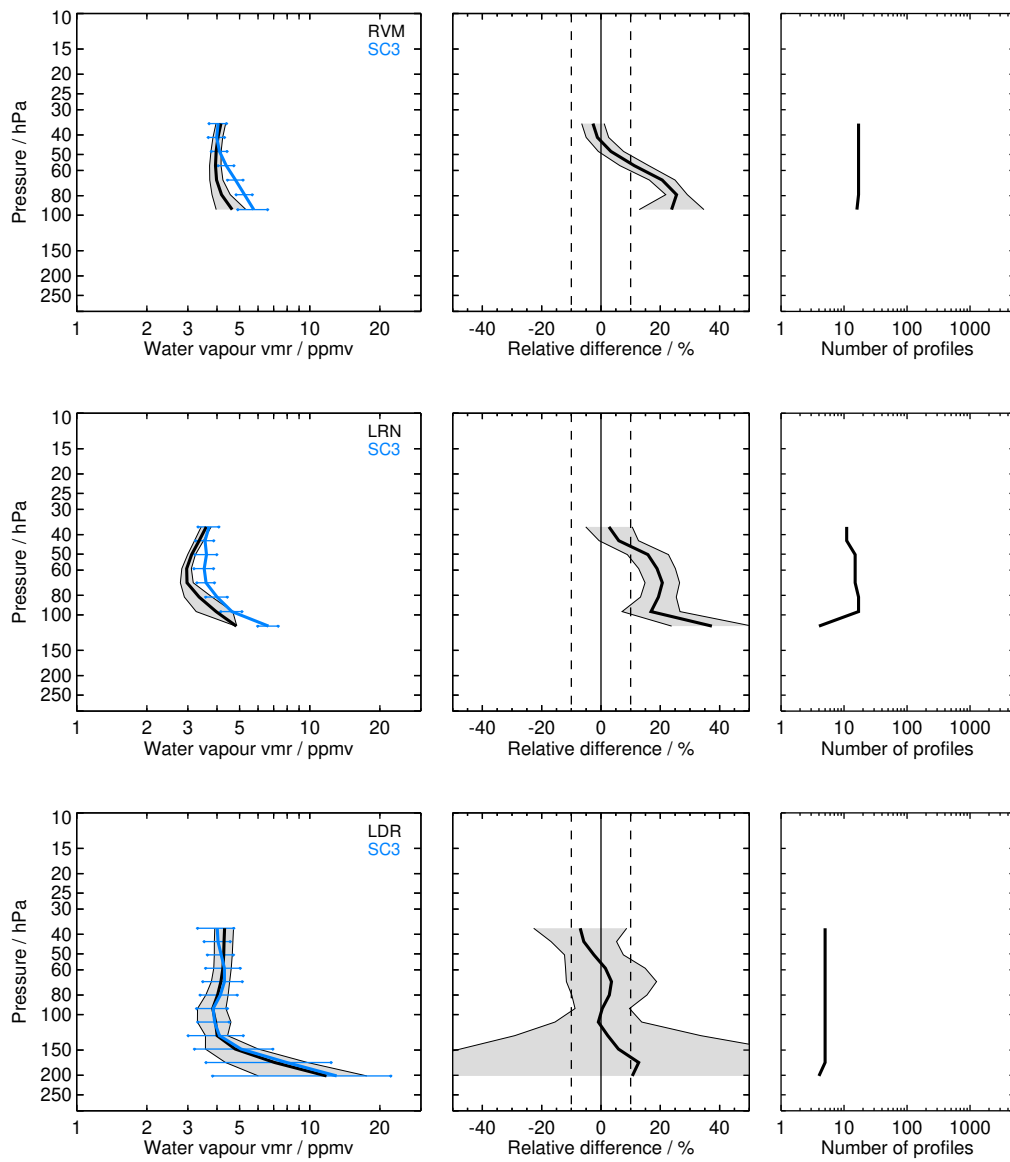 10
15
20
25
30
40
50
60
80
100
150
200
250
Pressure / hPa
RVM
SC3
1 2 3 5 10 20
Water vapour vmr / ppmv
-40 -20 0 20 40
Relative difference / %
1 10 100 1000
Number of profiles
10
15
20
25
30
40
50
60
80
100
150
200
250
Pressure / hPa
LRN
SC3
1 2 3 5 10 20
Water vapour vmr / ppmv
-40 -20 0 20 40
Relative difference / %
1 10 100 1000
Number of profiles
10
15
20
25
30
40
50
60
80
100
150
200
250
Pressure / hPa
LDR
SC3
1 2 3 5 10 20
Water vapour vmr / ppmv
-40 -20 0 20 40
Relative difference / %
1 10 100 1000
Number of profiles